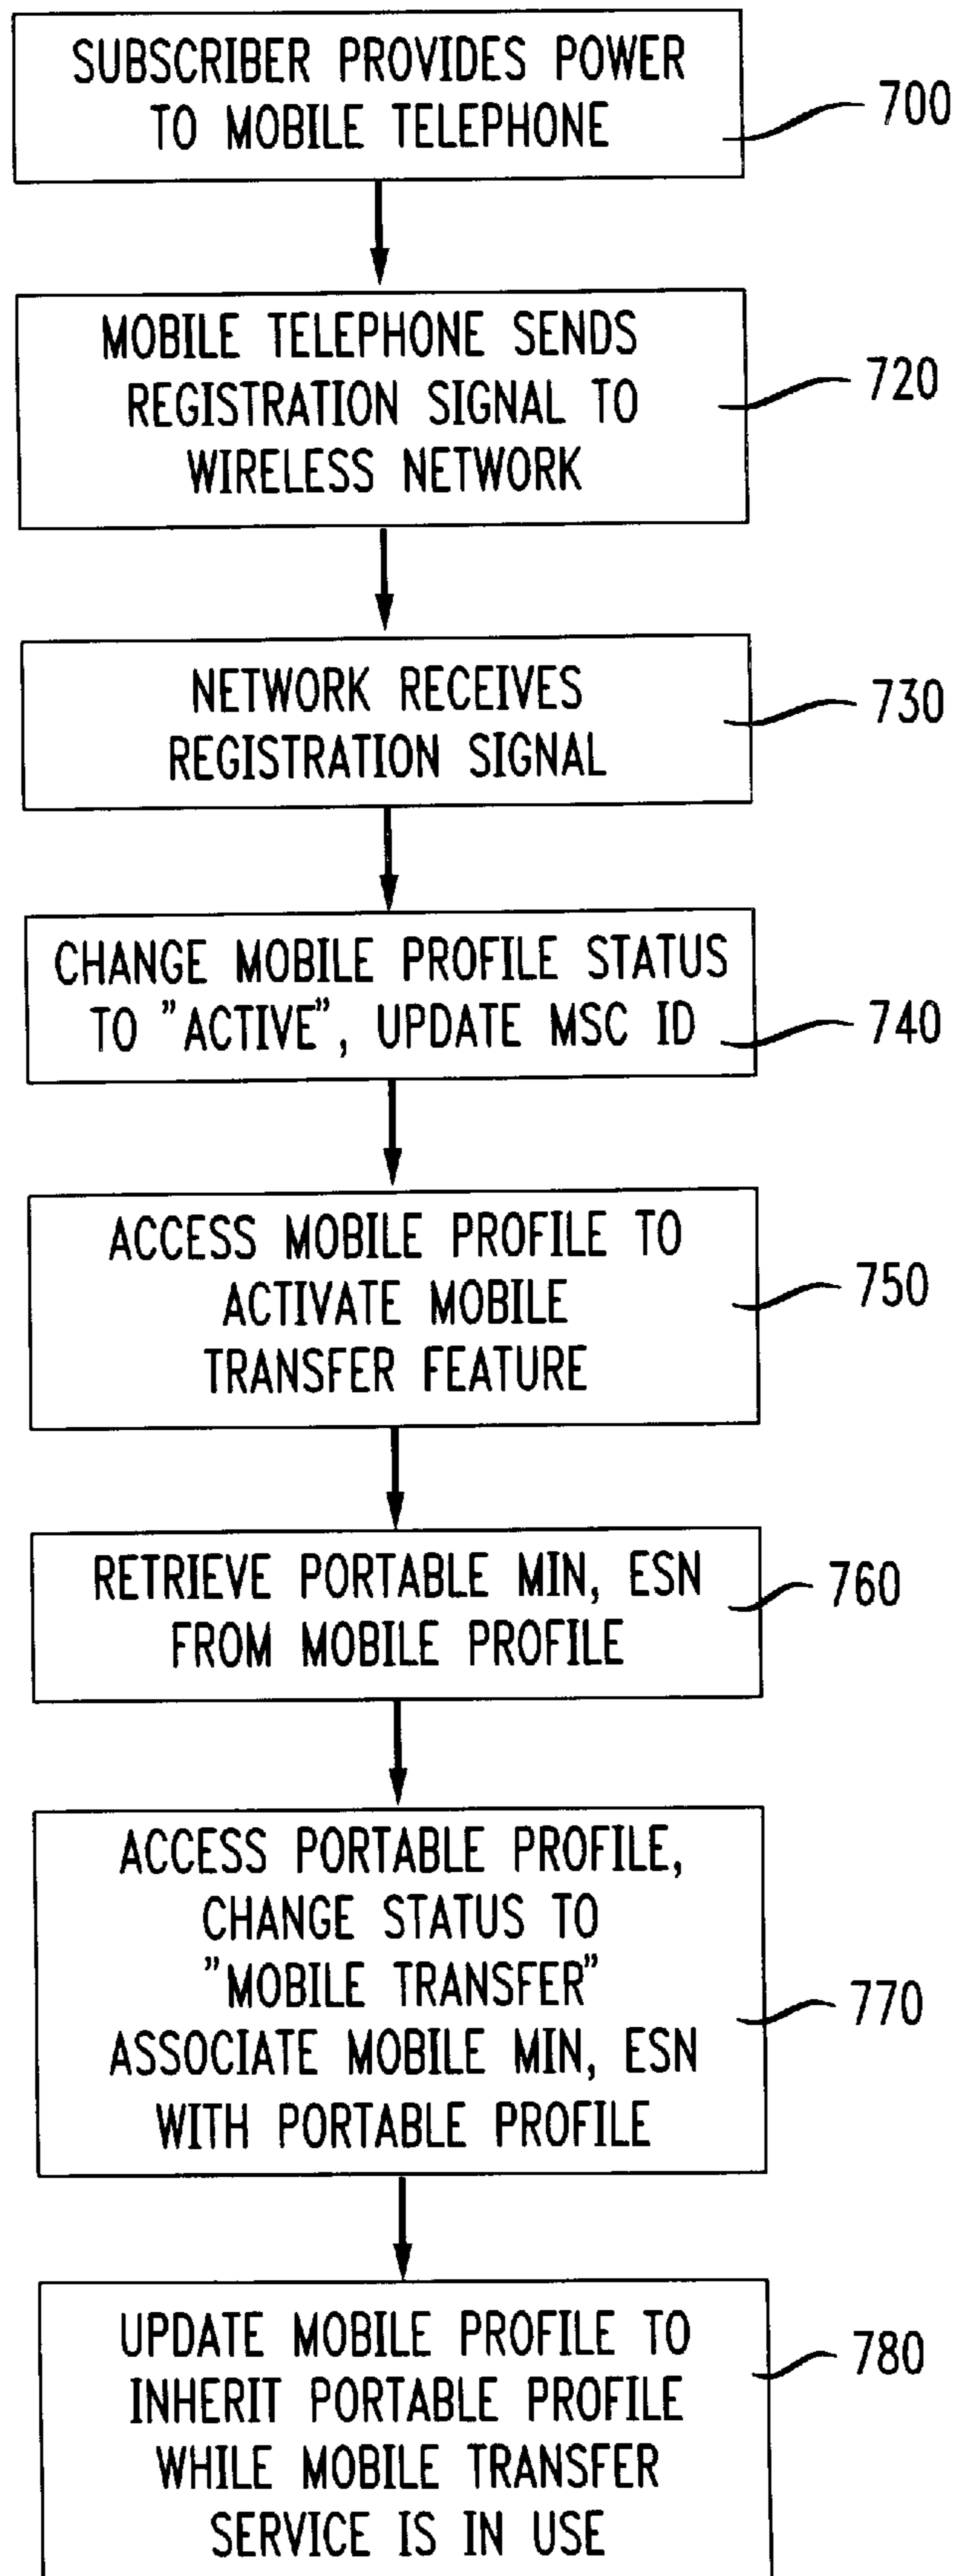 SUBSCRIBER PROVIDES POWER
TO MOBILE TELEPHONE
700
MOBILE TELEPHONE SENDS
REGISTRATION SIGNAL TO
WIRELESS NETWORK
720
NETWORK RECEIVES
REGISTRATION SIGNAL
730
CHANGE MOBILE PROFILE STATUS
TO "ACTIVE", UPDATE MSC ID
740
ACCESS MOBILE PROFILE TO
ACTIVATE MOBILE
TRANSFER FEATURE
750
RETRIEVE PORTABLE MIN, ESN
FROM MOBILE PROFILE
760
ACCESS PORTABLE PROFILE,
CHANGE STATUS TO
"MOBILE TRANSFER"
ASSOCIATE MOBILE MIN, ESN
WITH PORTABLE PROFILE
770
UPDATE MOBILE PROFILE TO
INHERIT PORTABLE PROFILE
WHILE MOBILE TRANSFER
SERVICE IS IN USE
780